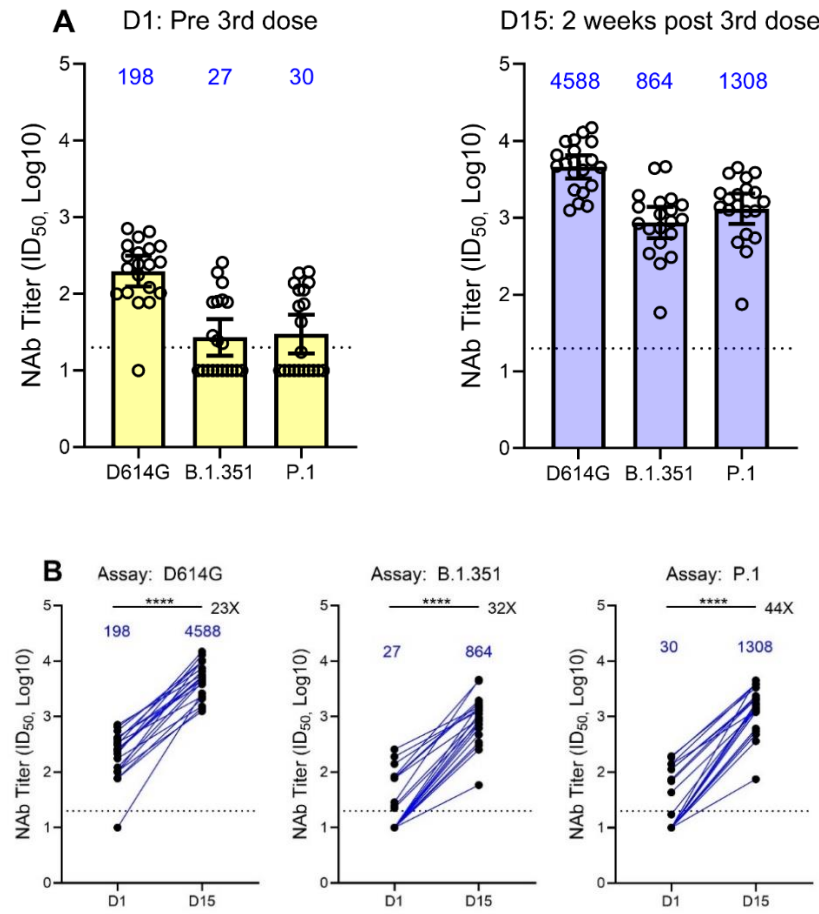 A
D1: Pre 3rd dose
D15: 2 weeks post 3rd dose
NAb Titer (ID50, Log10)
5
4
3
2
1
0
198 27 30
D614G B.1.351 P.1
NAb Titer (ID50, Log10)
5
4
3
2
1
0
4588 864 1308
D614G B.1.351 P.1
B
Assay: D614G
**** 23X
198 4588
NAb Titer (ID50, Log10)
5
4
3
2
1
0
D1 D15
Assay: B.1.351
**** 32X
27 864
NAb Titer (ID50, Log10)
5
4
3
2
1
0
D1 D15
Assay: P.1
**** 44X
30 1308
NAb Titer (ID50, Log10)
5
4
3
2
1
0
D1 D15